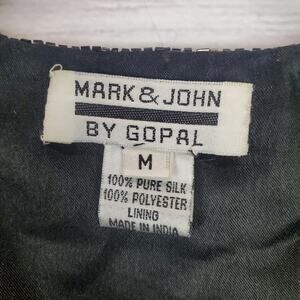 MARK & JOHN
BY GOPAL
M
100% PURE SILK
100% POLYESTER
LINING
MADE IN INDIA